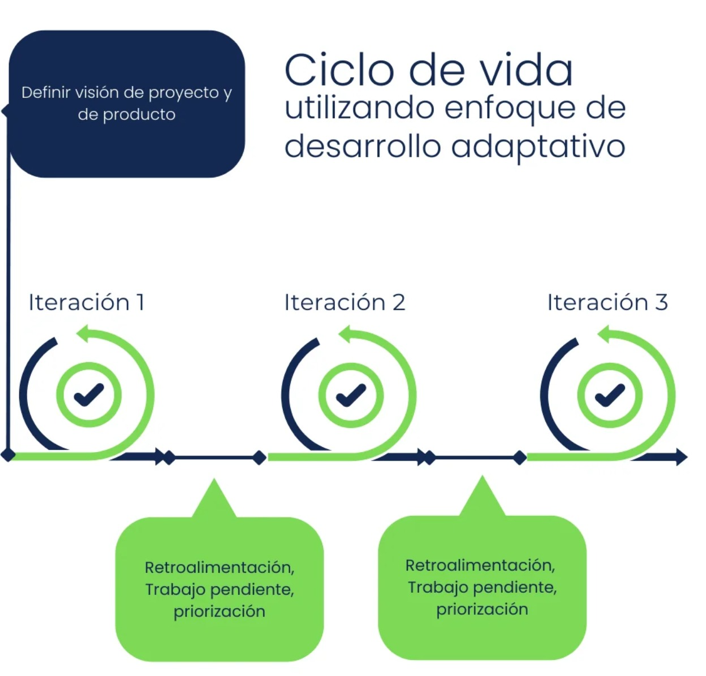 Definir visión de proyecto y
de producto
Ciclo de vida
utilizando enfoque de
desarrollo adaptativo
Iteración 1
Iteración 2
Iteración 3
Retroalimentación,
Trabajo pendiente,
priorización
Retroalimentación,
Trabajo pendiente,
priorización